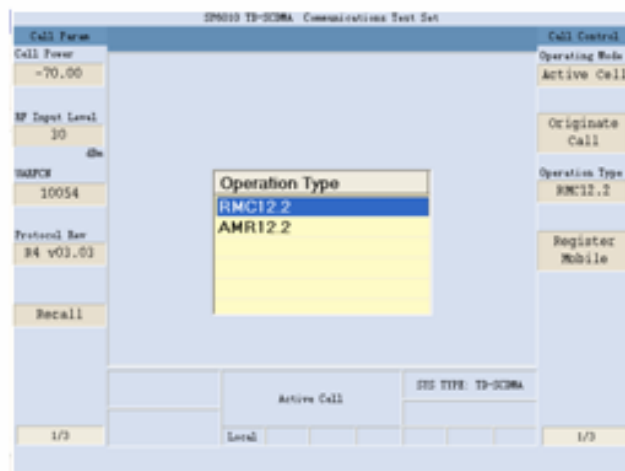 SP6010 TD-SCDMA Communications Test Set
Call Param
Cell Power
-70.00
RF Input Level
10
dBm
UARFCN
10054
Protocol Rev
R4 v03.03
Recall
1/3
Operation Type
RMC12.2
AMR12.2
Active Call
SYS TYPE: TD-SCDMA
Local
Call Control
Operating Mode
Active Cell
Originate
Call
Operation Type
RMC12.2
Register
Mobile
1/3